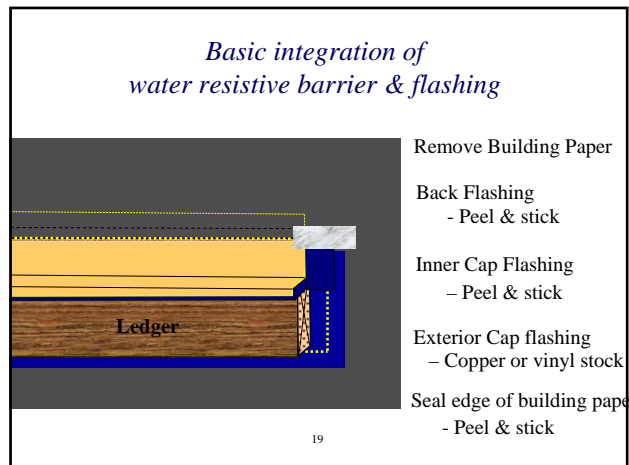 Basic integration of
water resistive barrier & flashing
Remove Building Paper
Back Flashing
- Peel & stick
Inner Cap Flashing
– Peel & stick
Ledger
Exterior Cap flashing
– Copper or vinyl stock
Seal edge of building pape
- Peel & stick
19